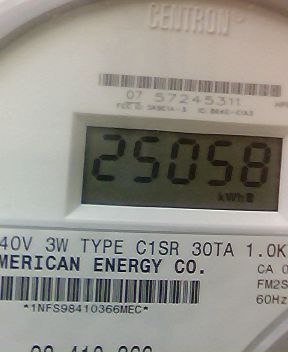 CENTRON
07 57245311
25058
kWh
40V 3W TYPE C1SR 30TA 1.0K
MERICAN ENERGY CO.
CA 0
FM2S
*1NFS98410366MEC*
60Hz